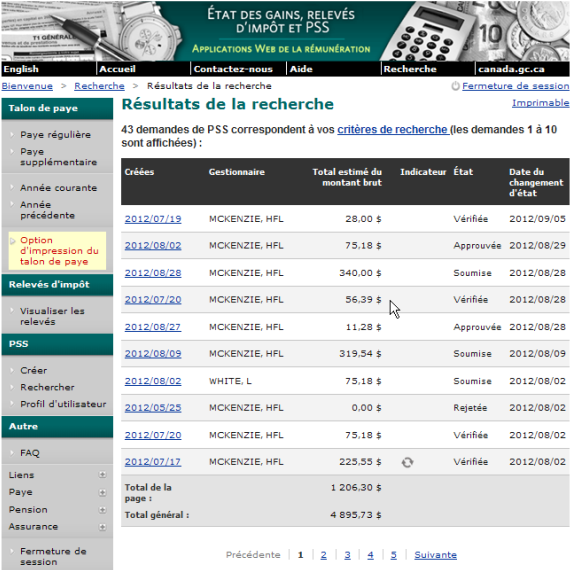 T1 GÉNÉRAL
ÉTAT DES GAINS, RELEVÉS
D'IMPÔT ET PSS
APPLICATIONS WEB DE LA RÉMUNÉRATION
10
English Accueil Contactez-nous Aide Recherche canada.gc.ca
Bienvenue > Recherche > Résultats de la recherche Fermeture de session
Talon de paye
Paye régulière
Paye
supplémentaire
Année courante
Année
précédente
Option
d'impression du
talon de paye
Relevés d'impôt
Visualiser les
relevés
PSS
Créer
Rechercher
Profil d'utilisateur
Autre
FAQ
Liens
Paye
Pension
Assurance
Fermeture de
session
Résultats de la recherche Imprimable
43 demandes de PSS correspondent à vos critères de recherche (les demandes 1 à 10
sont affichées) :
Créées Gestionnaire Total estimé du montant brut Indicateur État Date du changement d'état
2012/07/19 MCKENZIE, HFL 28,00 $ Vérifiée 2012/09/05
2012/08/02 MCKENZIE, HFL 75,18 $ Approuvée 2012/08/29
2012/08/28 MCKENZIE, HFL 340,00 $ Soumise 2012/08/28
2012/07/20 MCKENZIE, HFL 56,39 $ Vérifiée 2012/08/28
2012/08/27 MCKENZIE, HFL 11,28 $ Approuvée 2012/08/28
2012/08/09 MCKENZIE, HFL 319,54 $ Soumise 2012/08/09
2012/08/02 WHITE, L 75,18 $ Soumise 2012/08/02
2012/05/25 MCKENZIE, HFL 0,00 $ Rejetée 2012/08/02
2012/07/20 MCKENZIE, HFL 75,18 $ Vérifiée 2012/08/02
2012/07/17 MCKENZIE, HFL 225,55 $ Vérifiée 2012/08/02
Total de la page : 1 206,30 $
Total général : 4 895,73 $
Précédente | 1 | 2 | 3 | 4 | 5 | Suivante